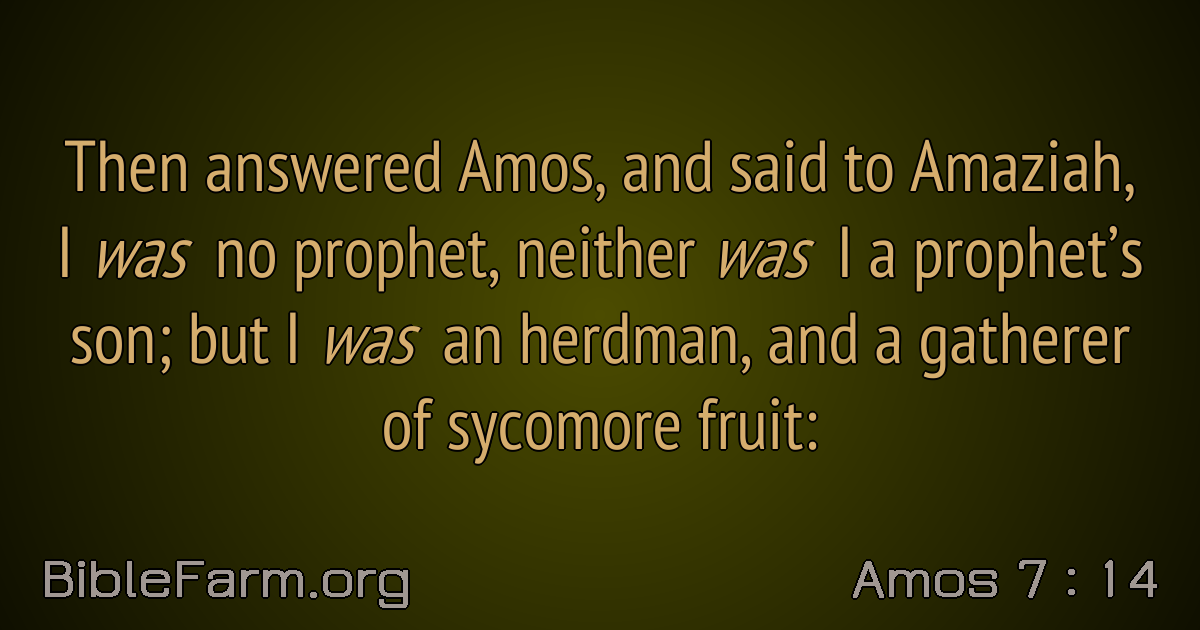 Then answered Amos, and said to Amaziah,
I was no prophet, neither was I a prophet’s
son; but I was an herdman, and a gatherer
of sycomore fruit:
BibleFarm.org
Amos 7 : 14